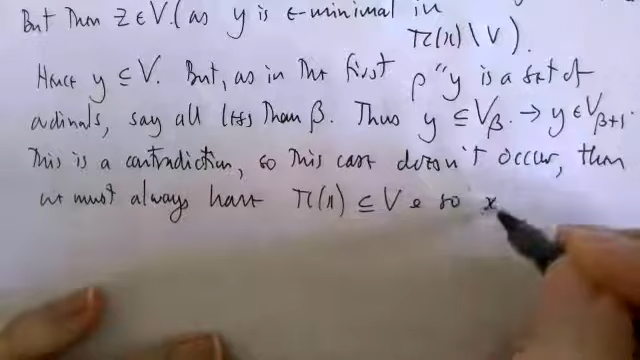 But then z ∈ V. (as y is ∈-minimal in
TC(x) \ V).
Hence y ⊆ V. But, as in the first ρ"y is a set of
ordinals, say all less than β. Thus y ⊆ V_β. → y ∈ V_β+1.
This is a contradiction, so this case doesn't occur, then
we must always have TC(x) ⊆ V so x